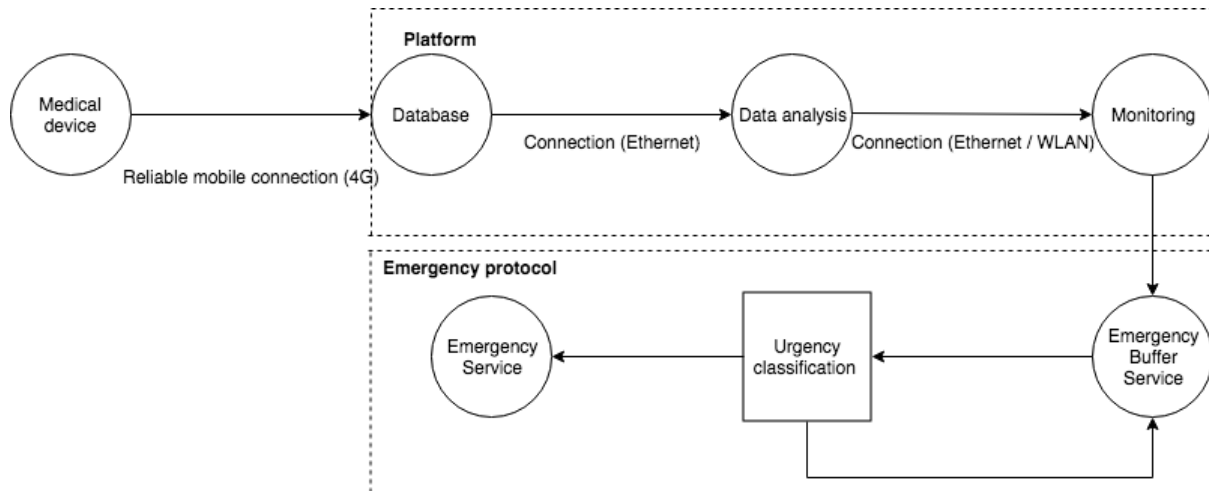 Platform
Medical
device
Database
Data analysis
Monitoring
Reliable mobile connection (4G)
Connection (Ethernet)
Connection (Ethernet / WLAN)
Emergency protocol
Emergency
Service
Urgency
classification
Emergency
Buffer
Service